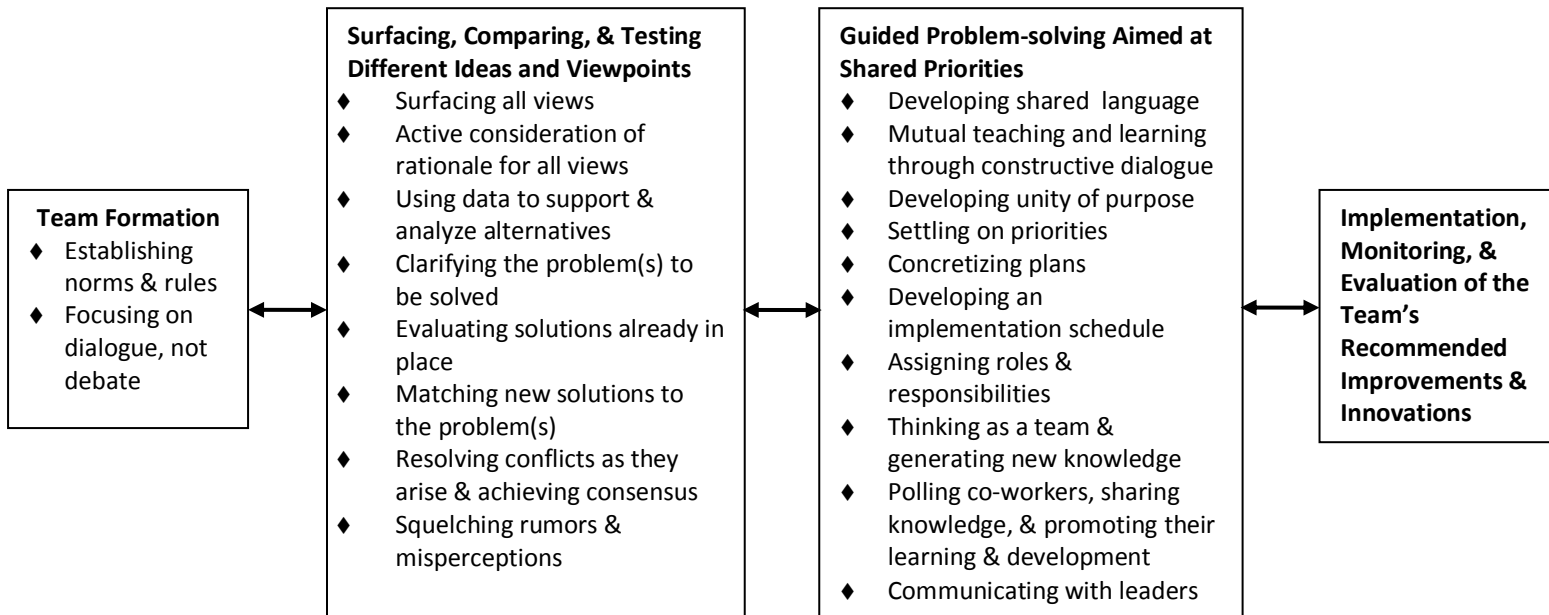 Team Formation
♦ Establishing
norms & rules
♦ Focusing on
dialogue, not
debate
Surfacing, Comparing, & Testing
Different Ideas and Viewpoints
♦ Surfacing all views
♦ Active consideration of
rationale for all views
♦ Using data to support &
analyze alternatives
♦ Clarifying the problem(s) to
be solved
♦ Evaluating solutions already in
place
♦ Matching new solutions to
the problem(s)
♦ Resolving conflicts as they
arise & achieving consensus
♦ Squelching rumors &
misperceptions
Guided Problem-solving Aimed at
Shared Priorities
♦ Developing shared language
♦ Mutual teaching and learning
through constructive dialogue
♦ Developing unity of purpose
♦ Settling on priorities
♦ Concretizing plans
♦ Developing an
implementation schedule
♦ Assigning roles &
responsibilities
♦ Thinking as a team &
generating new knowledge
♦ Polling co-workers, sharing
knowledge, & promoting their
learning & development
♦ Communicating with leaders
Implementation,
Monitoring, &
Evaluation of the
Team’s
Recommended
Improvements &
Innovations